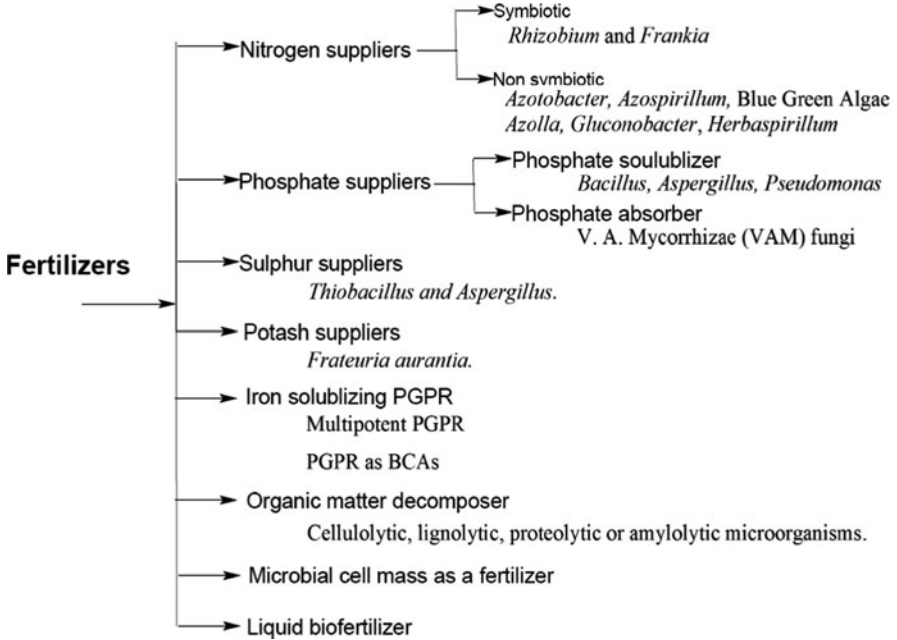 Symbiotic
Rhizobium and Frankia
Nitrogen suppliers
Non symbiotic
Azotobacter, Azospirillum, Blue Green Algae
Azolla, Gluconobacter, Herbaspirillum
Phosphate soulublizer
Bacillus, Aspergillus, Pseudomonas
Phosphate suppliers
Phosphate absorber
V. A. Mycorrhizae (VAM) fungi
Fertilizers
Sulphur suppliers
Thiobacillus and Aspergillus.
Potash suppliers
Frateuria aurantia.
Iron solublizing PGPR
Multipotent PGPR
PGPR as BCAs
Organic matter decomposer
Cellulolytic, lignolytic, proteolytic or amylolytic microorganisms.
Microbial cell mass as a fertilizer
Liquid biofertilizer